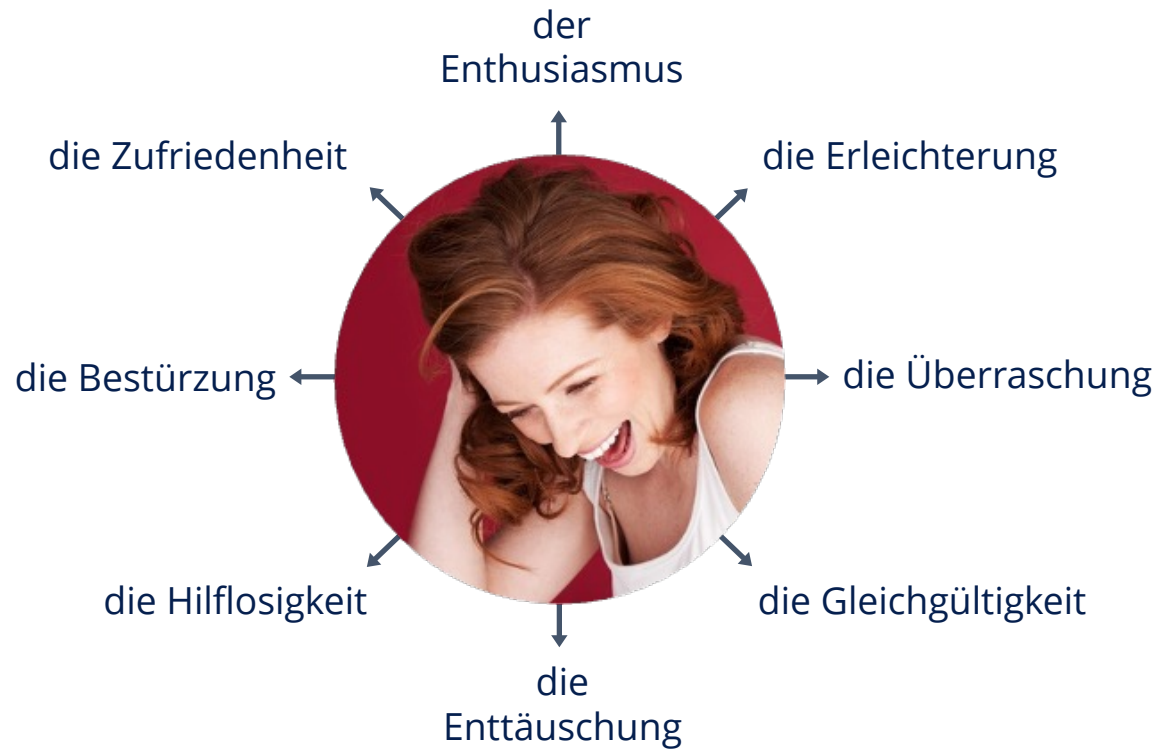 der
Enthusiasmus
die Zufriedenheit
die Erleichterung
die Bestürzung
die Überraschung
die Hilflosigkeit
die Gleichgültigkeit
die
Enttäuschung